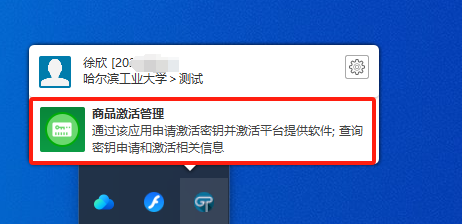 徐欣 [20
哈尔滨工业大学 > 测试
商品激活管理
通过该应用申请激活密钥并激活平台提供软件; 查询
密钥申请和激活相关信息